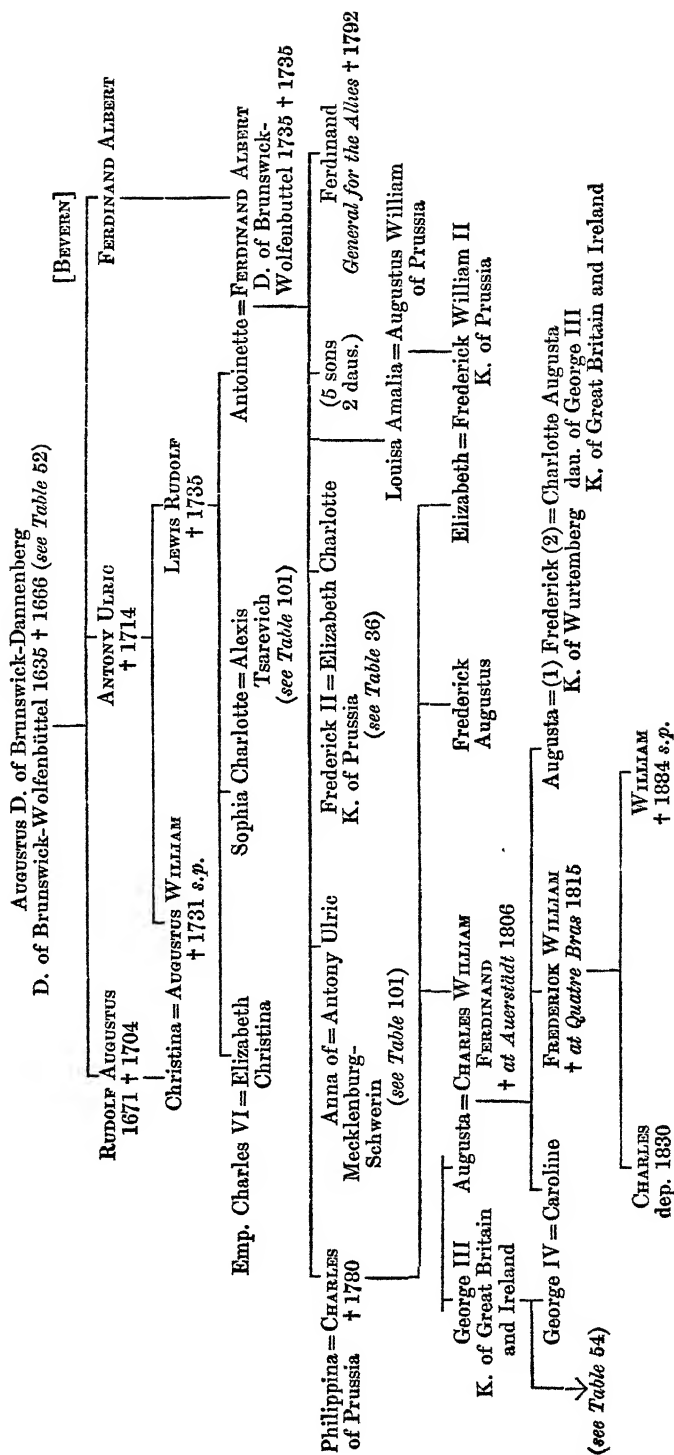 AUGUSTUS D. of Brunswick-Dannenberg
D. of Brunswick-Wolfenbüttel 1635 † 1666 (see Table 52)
[BEVERN]
RUDOLF AUGUSTUS
1671 † 1704
ANTONY ULRIC
† 1714
FERDINAND ALBERT
Christina = AUGUSTUS WILLIAM
† 1731 s.p.
LEWIS RUDOLF
† 1735
Emp. Charles VI = Elizabeth
Christina
Sophia Charlotte = Alexis
Tsarevich
(see Table 101)
Antoinette = FERDINAND ALBERT
D. of Brunswick-
Wolfenbuttel 1735 † 1735
Philippina = CHARLES
of Prussia † 1780
Anna of = Antony Ulric
Mecklenburg-
Schwerin
(see Table 101)
Frederick II = Elizabeth Charlotte
K. of Prussia
(see Table 36)
(5 sons
2 daus.)
Ferdinand
General for the Allies † 1792
Louisa Amalia = Augustus William
of Prussia
George III
K. of Great Britain
and Ireland
Augusta = CHARLES WILLIAM
FERDINAND
† at Auerstädt 1806
Frederick
Augustus
Elizabeth = Frederick William II
K. of Prussia
George IV = Caroline
FREDERICK WILLIAM
† at Quatre Bras 1815
Augusta = (1) Frederick (2) = Charlotte Augusta
K. of Wurtemberg dau. of George III
K. of Great Britain and Ireland
(see Table 54)
CHARLES
dep. 1830
WILLIAM
† 1884 s.p.